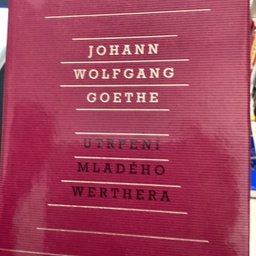 JOHANN
WOLFGANG
GOETHE
UTRPENÍ
MLADÉHO
WERTHERA